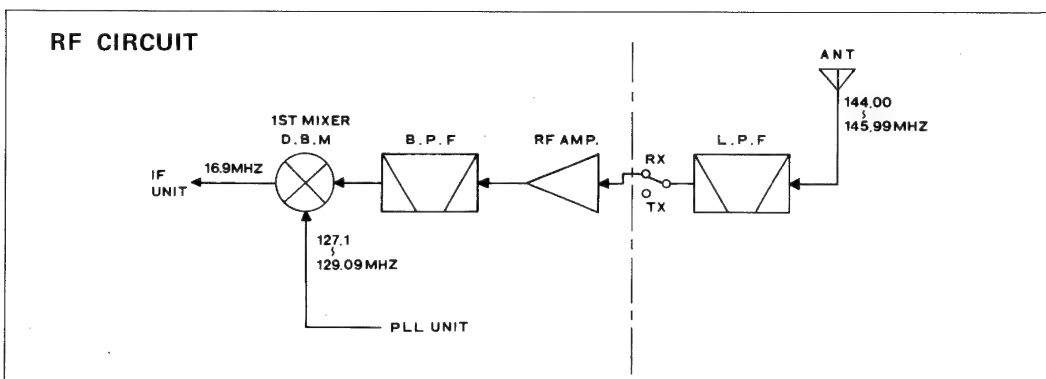 RF CIRCUIT
ANT
144.00
~
145.99MHZ
1ST MIXER
D.B.M
B.P.F
RF AMP.
RX
L.P.F
16.9MHZ
IF
UNIT
TX
127.1
~
129.09MHZ
PLL UNIT